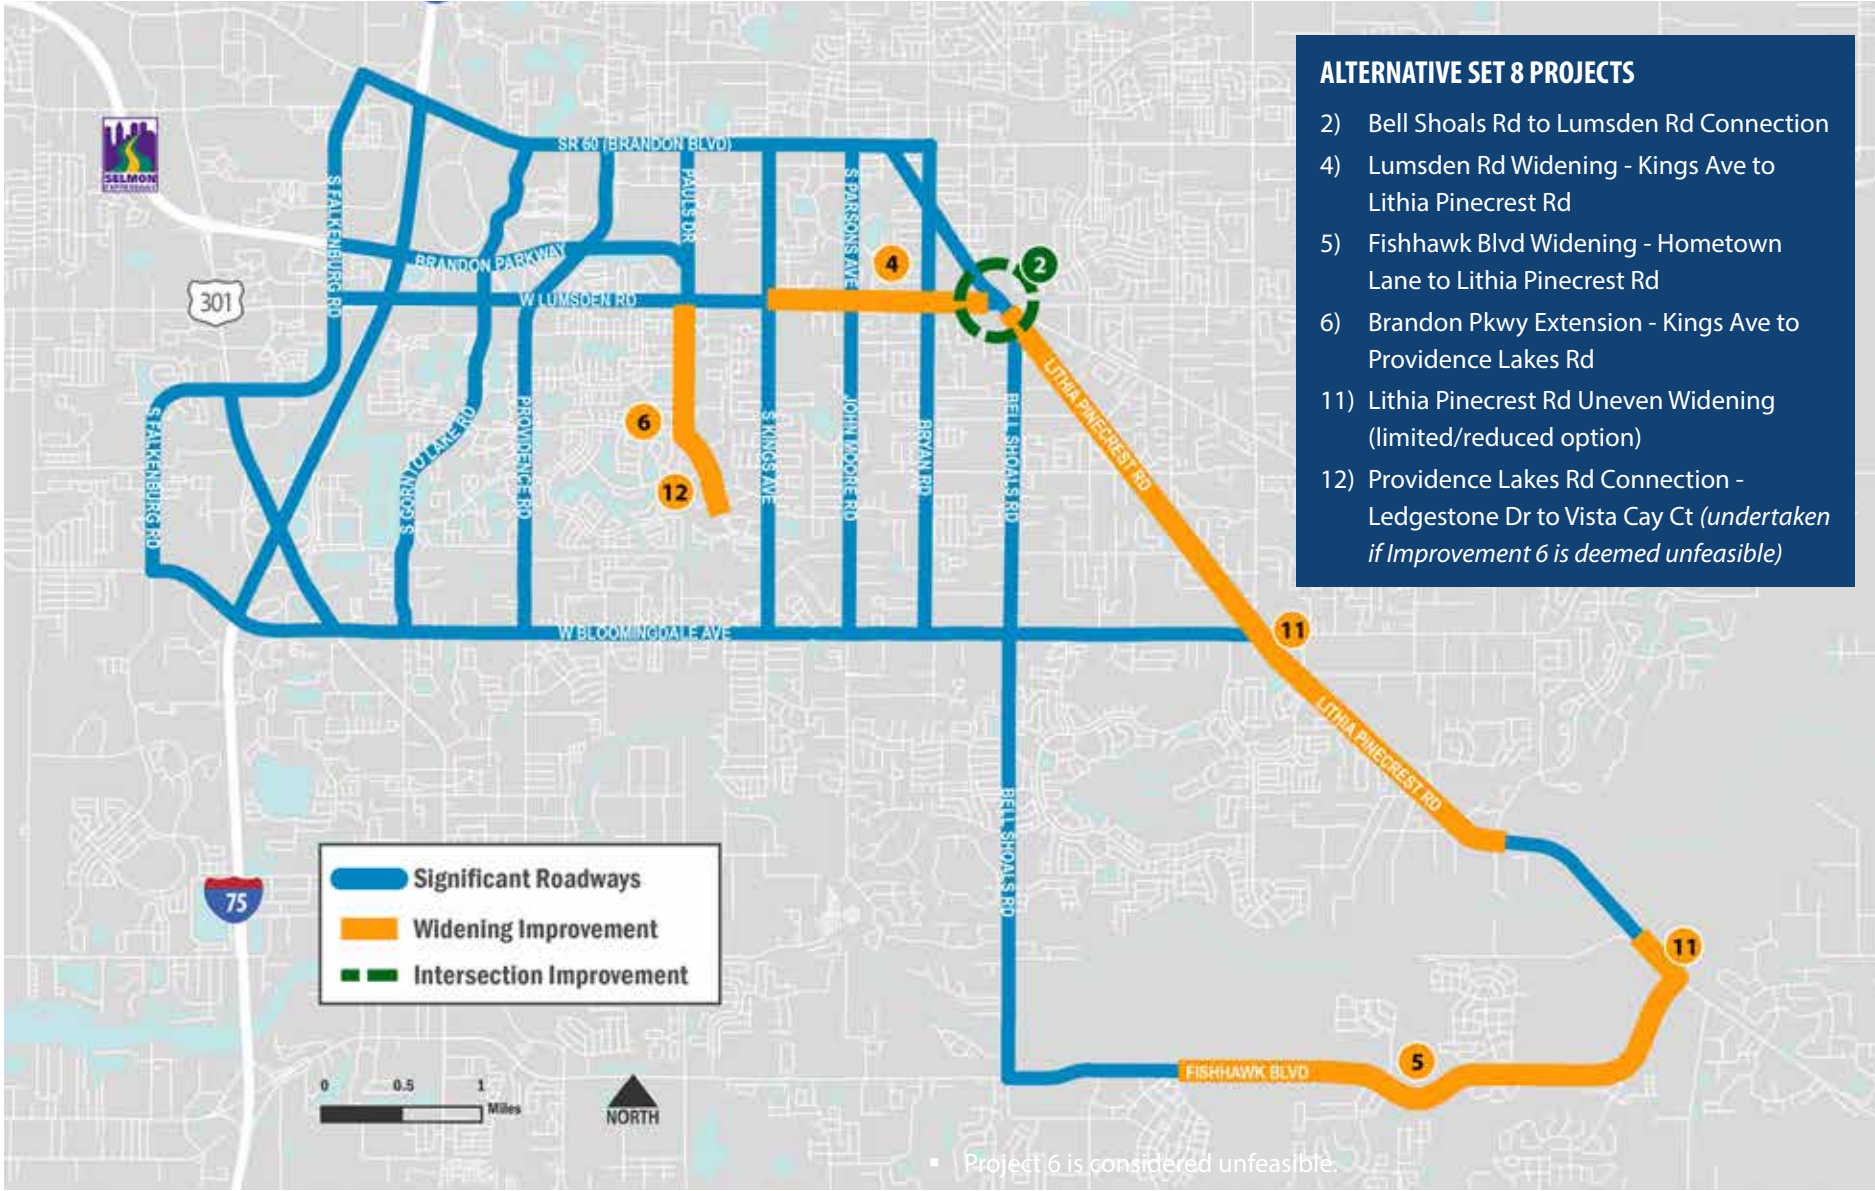 ALTERNATIVE SET 8 PROJECTS
2) Bell Shoals Rd to Lumsden Rd Connection
4) Lumsden Rd Widening - Kings Ave to
Lithia Pinecrest Rd
5) Fishhawk Blvd Widening - Hometown
Lane to Lithia Pinecrest Rd
6) Brandon Pkwy Extension - Kings Ave to
Providence Lakes Rd
11) Lithia Pinecrest Rd Uneven Widening
(limited/reduced option)
12) Providence Lakes Rd Connection -
Ledgestone Dr to Vista Cay Ct (undertaken
if Improvement 6 is deemed unfeasible)
SELMON
SR 60 (BRANDON BLVD)
S FALKENBURG RD
PAULS DR
S PARSONS AVE
BRANDON PARKWAY
4
2
301
W LUMSDEN RD
LITHIA PINECREST RD
S FALKENBURG RD
S GORNTO LAKE RD
PROVIDENCE RD
6
12
S KINGS AVE
JOHN MOORE RD
BRYAN RD
BELL SHOALS RD
W BLOOMINGDALE AVE
11
LITHIA PINECREST RD
BELL SHOALS RD
75
Significant Roadways
Widening Improvement
Intersection Improvement
11
5
FISHHAWK BLVD
0 0.5 1
Miles
NORTH
▪ Project 6 is considered unfeasible.